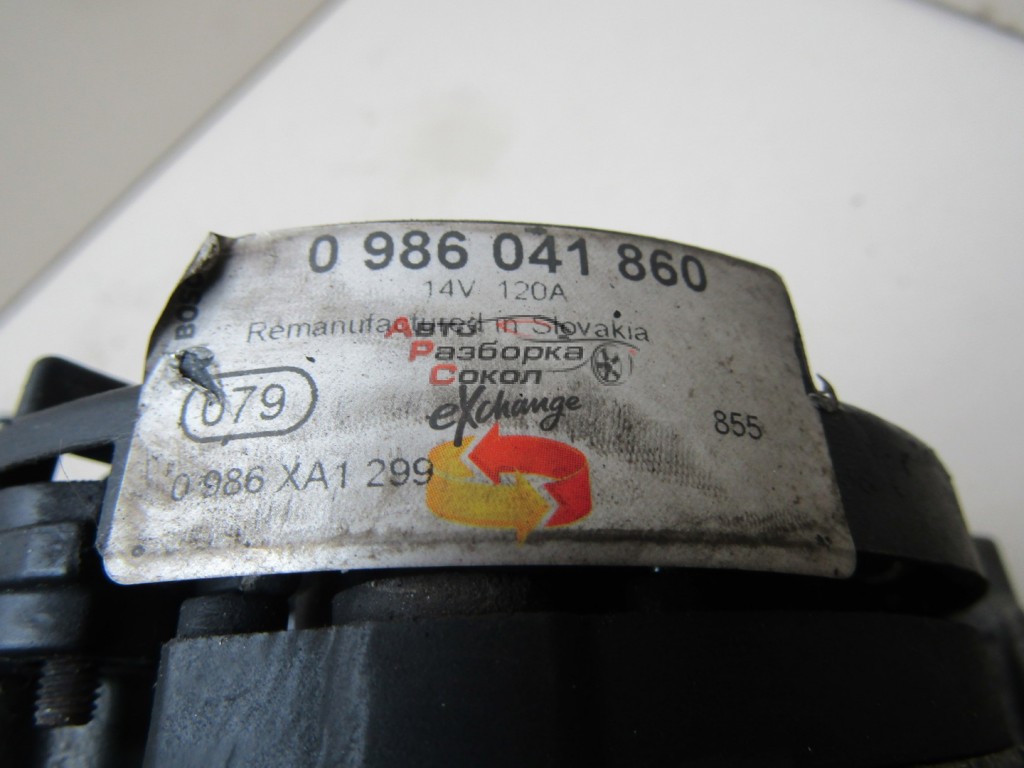 0 986 041 860
14V 120A
Remanufactured in Slovakia
Авто
Разборка
Сокол
079
eXchange
855
0 986 XA1 299